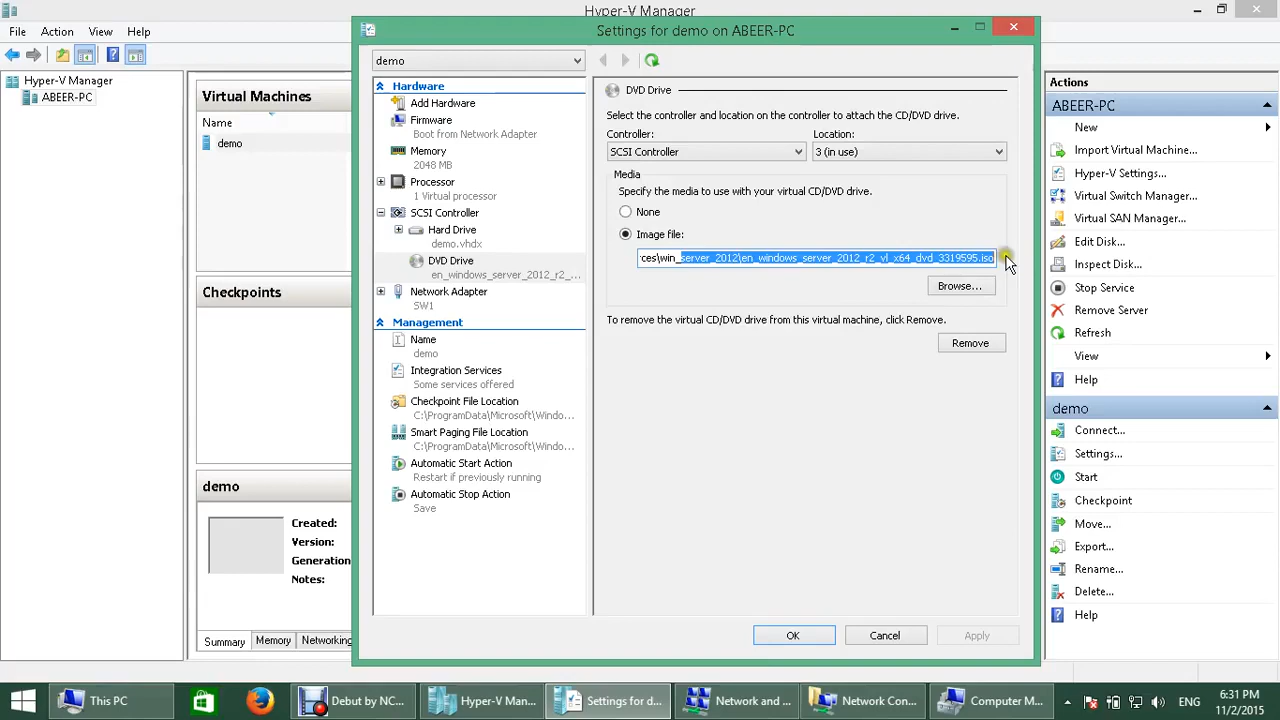 Hyper-V Manager
File Action View Help
Hyper-V Manager
ABEER-PC
Virtual Machines
Name
demo
Checkpoints
demo
Created:
Version:
Generation
Notes:
Summary Memory Networking
Settings for demo on ABEER-PC
demo
Hardware
Add Hardware
Firmware
Boot from Network Adapter
Memory
2048 MB
Processor
1 Virtual processor
SCSI Controller
Hard Drive
demo.vhdx
DVD Drive
en_windows_server_2012_r2_...
Network Adapter
SW1
Management
Name
demo
Integration Services
Some services offered
Checkpoint File Location
C:\ProgramData\Microsoft\Windo...
Smart Paging File Location
C:\ProgramData\Microsoft\Windo...
Automatic Start Action
Restart if previously running
Automatic Stop Action
Save
DVD Drive
Select the controller and location on the controller to attach the CD/DVD drive.
Controller: Location:
SCSI Controller 3 (in use)
Media
Specify the media to use with your virtual CD/DVD drive.
None
Image file:
ces\win_server_2012\en_windows_server_2012_r2_vl_x64_dvd_3319595.iso
Browse...
To remove the virtual CD/DVD drive from this virtual machine, click Remove.
Remove
OK Cancel Apply
Actions
ABEER-PC
New
Import Virtual Machine...
Hyper-V Settings...
Virtual Switch Manager...
Virtual SAN Manager...
Edit Disk...
Inspect Disk...
Stop Service
Remove Server
Refresh
View
Help
demo
Connect...
Settings...
Start
Checkpoint
Move...
Export...
Rename...
Delete...
Help
This PC Debut by NC... Hyper-V Man... Settings for d... Network and ... Network Con... Computer M... ENG 6:31 PM
11/2/2015